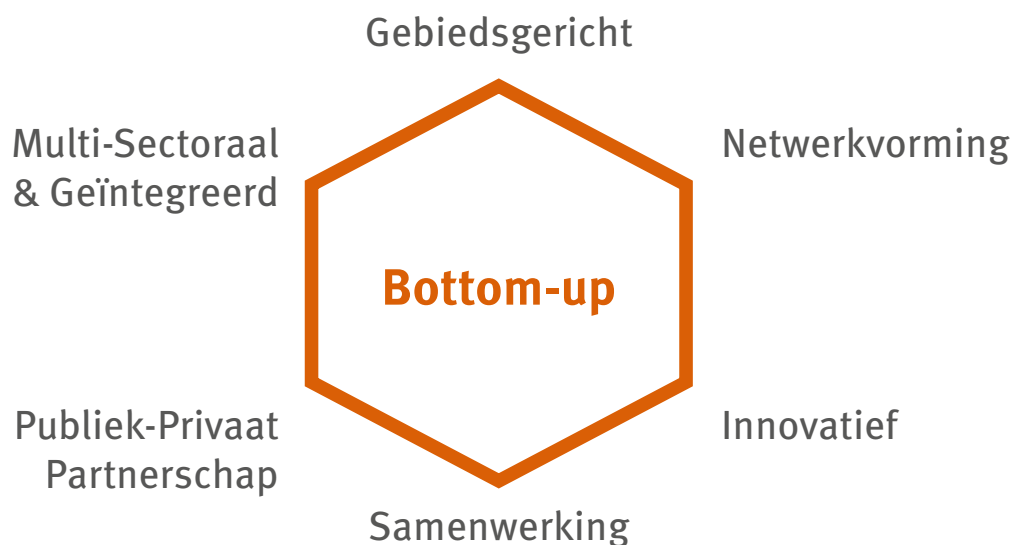 Gebiedsgericht
Multi-Sectoraal
& Geïntegreerd
Netwerkvorming
Bottom-up
Publiek-Privaat
Partnerschap
Innovatief
Samenwerking